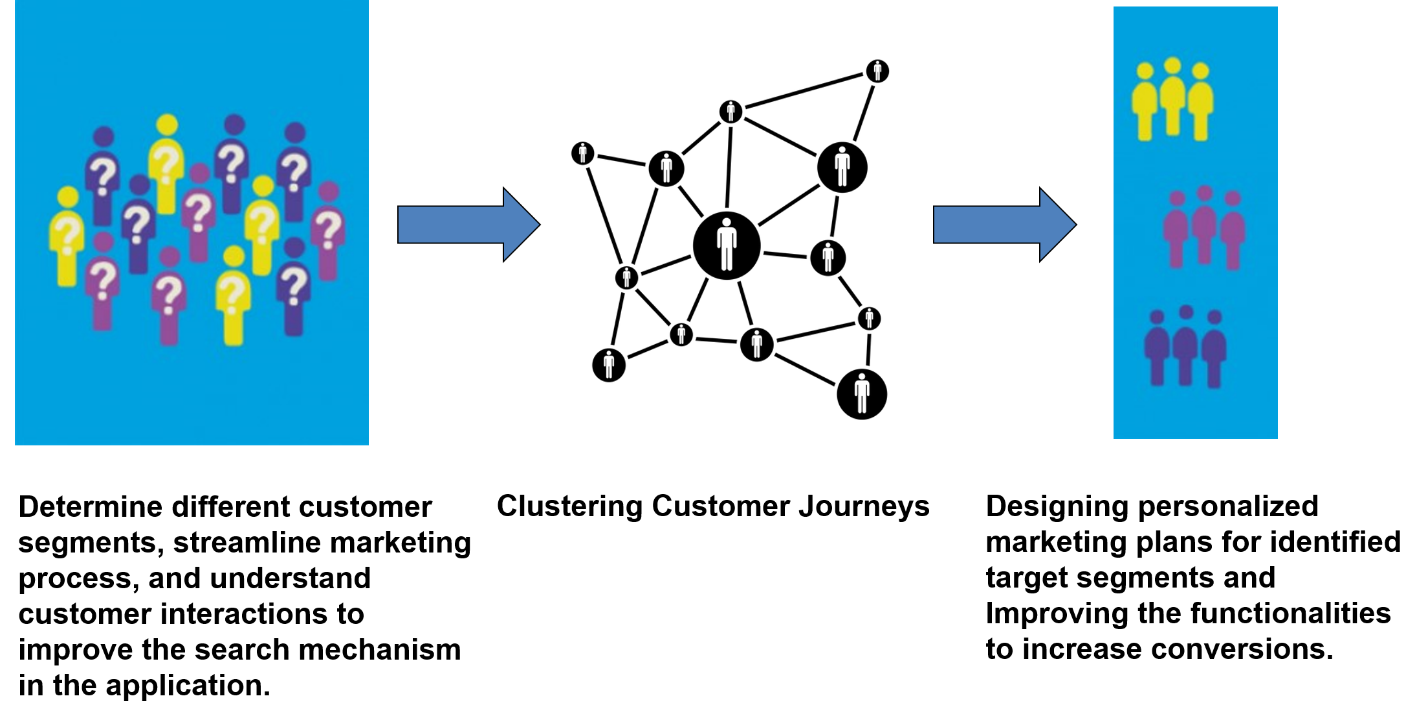 ? ? ? ?
? ? ?
? ? ?
? ? ? ?
Determine different customer
segments, streamline marketing
process, and understand
customer interactions to
improve the search mechanism
in the application.
Clustering Customer Journeys
Designing personalized
marketing plans for identified
target segments and
Improving the functionalities
to increase conversions.